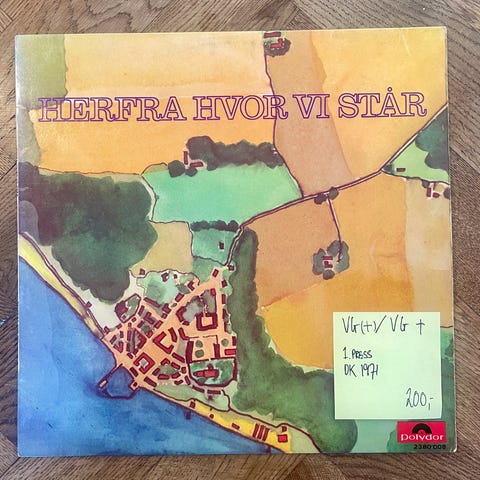 HERFRA HVOR VI STÅR
VG(+)/ VG +
1. PRESS
DK 1971
200,-
Polydor
2380 008